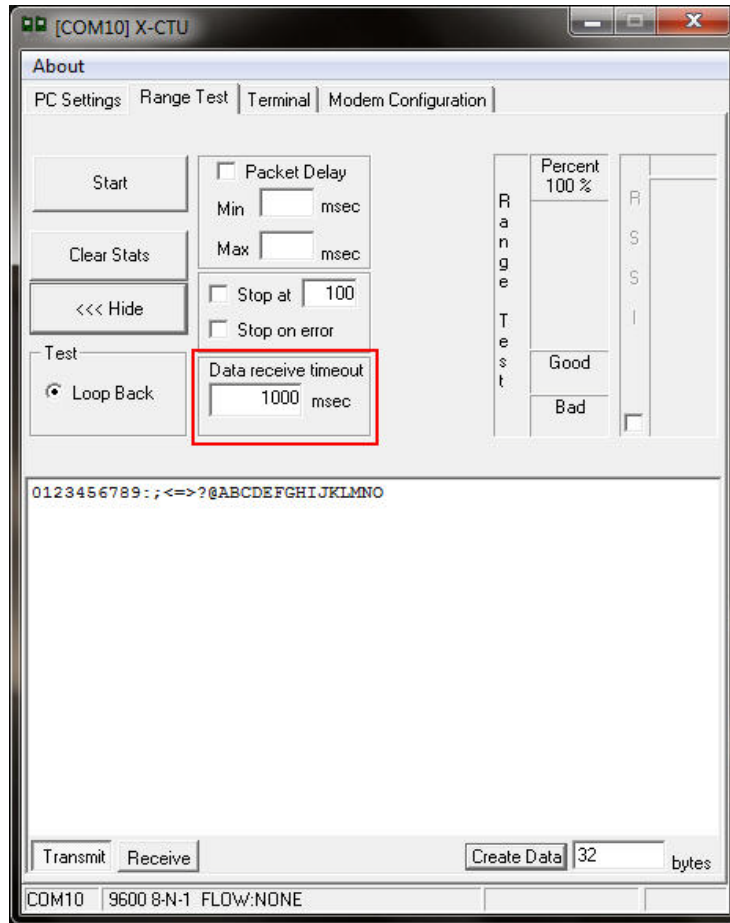 [COM10] X-CTU
About
PC Settings Range Test Terminal Modem Configuration
Start
Clear Stats
<<< Hide
Test
Loop Back
Packet Delay
Min msec
Max msec
Stop at 100
Stop on error
Data receive timeout
1000 msec
Range Test
Percent
100 %
Good
Bad
RSSI
0123456789:;<=>?@ABCDEFGHIJKLMNO
Transmit Receive Create Data 32 bytes
COM10 9600 8-N-1 FLOW:NONE